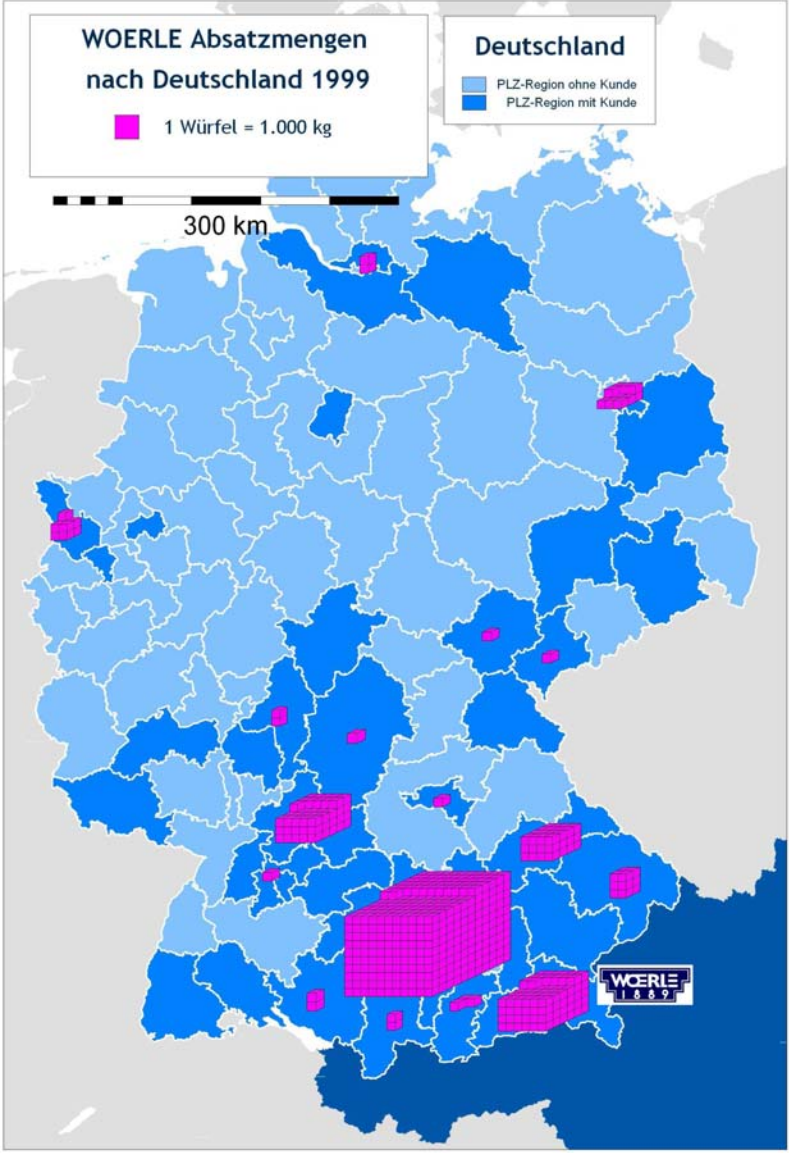 WOERLE Absatzmengen
nach Deutschland 1999
1 Würfel = 1.000 kg
Deutschland
PLZ-Region ohne Kunde
PLZ-Region mit Kunde
300 km
WOERLE
1889